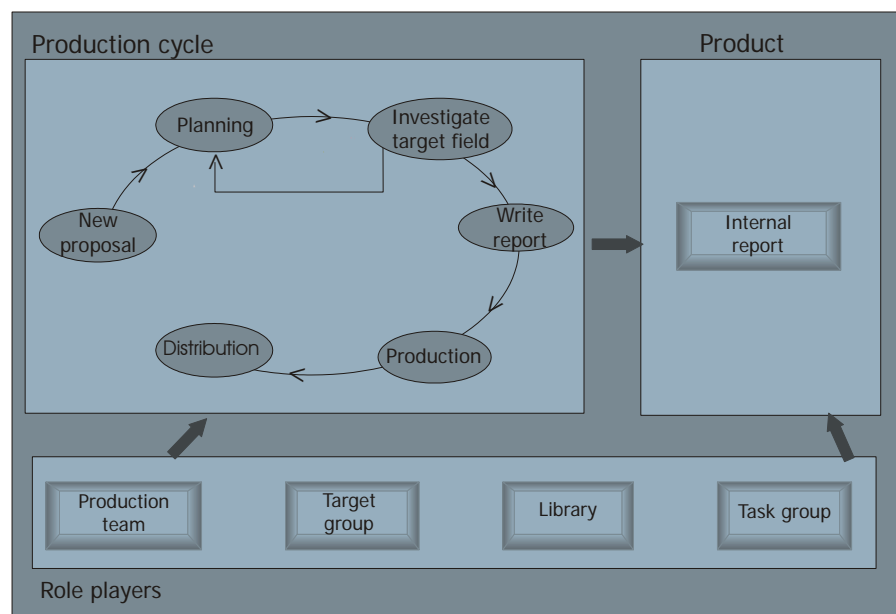 Production cycle
Product
Planning
Investigate
target field
New
proposal
Write
report
Internal
report
Distribution
Production
Production
team
Target
group
Library
Task group
Role players